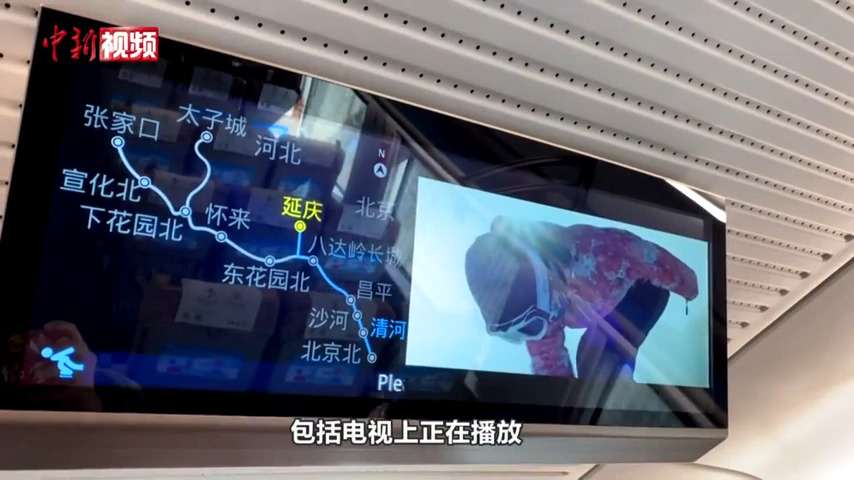 中新视频
张家口
太子城
河北
N
宣化北
下花园北
怀来
延庆
北京
八达岭长城
东花园北
昌平
沙河
清河
北京北
Ple
包括电视上正在播放